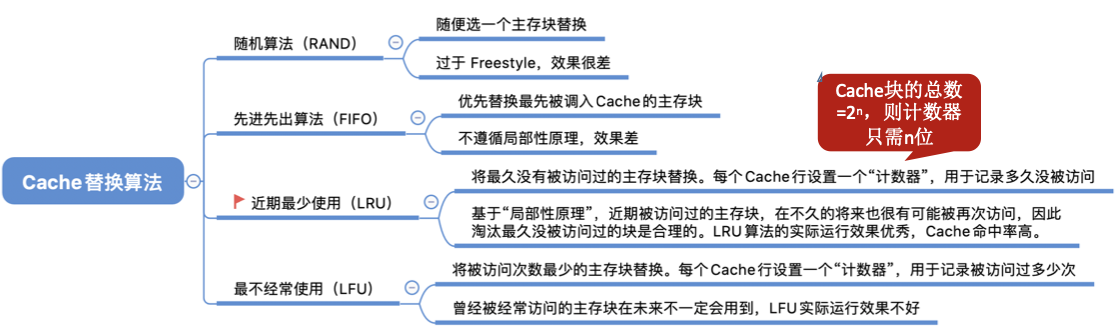 Cache替换算法
随机算法（RAND）
随便选一个主存块替换
过于 Freestyle，效果很差
先进先出算法（FIFO）
优先替换最先被调入Cache的主存块
不遵循局部性原理，效果差
近期最少使用（LRU）
Cache块的总数
=2ⁿ，则计数器
只需n位
将最久没有被访问过的主存块替换。每个Cache行设置一个“计数器”，用于记录多久没被访问
基于“局部性原理”，近期被访问过的主存块，在不久的将来也很有可能被再次访问，因此
淘汰最久没被访问过的块是合理的。LRU算法的实际运行效果优秀，Cache命中率高。
最不经常使用（LFU）
将被访问次数最少的主存块替换。每个Cache行设置一个“计数器”，用于记录被访问过多少次
曾经被经常访问的主存块在未来不一定会用到，LFU实际运行效果不好